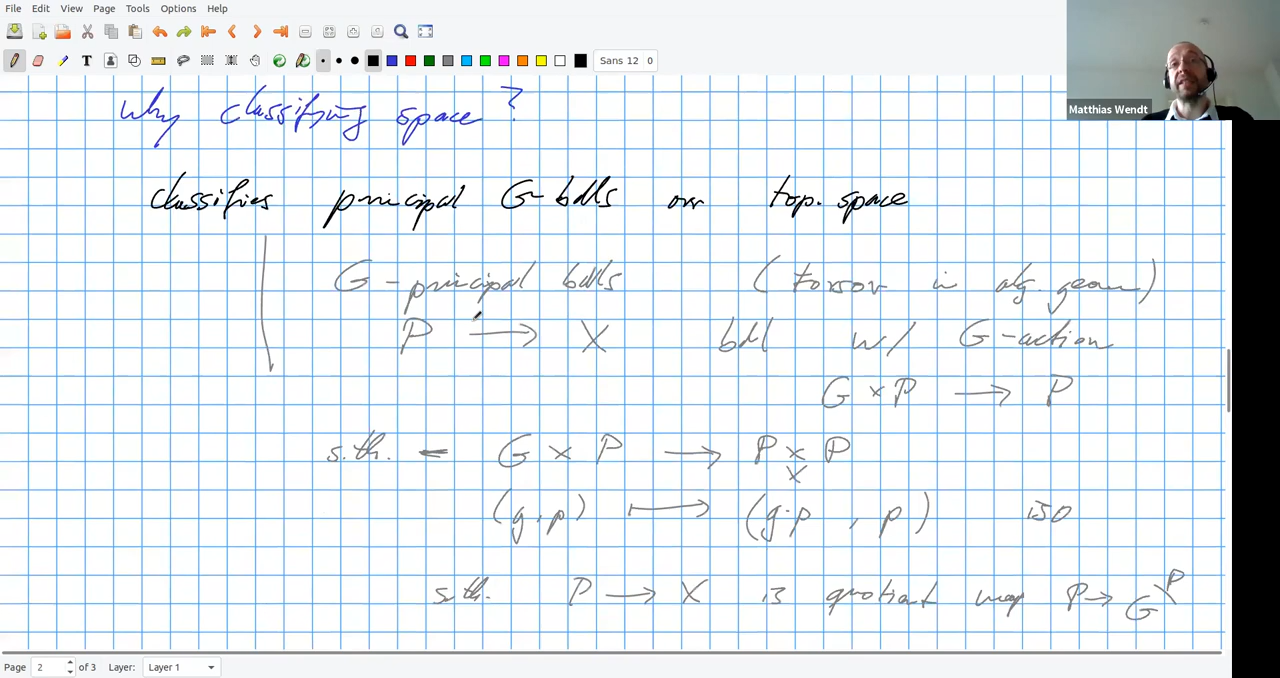 File Edit View Page Tools Options Help
Sans 12 0
Matthias Wendt
Why classifying space?
classifies principal G-bdls over top. space
G-principal bdls (torsor in alg. geom)
P → X bdl w/ G-action
G × P → P
s.th. G × P → P ×_X P
(g,p) ↦ (g·p, p) iso
s.th. P → X is quotient map P → G\P
Page 2 of 3 Layer: Layer 1